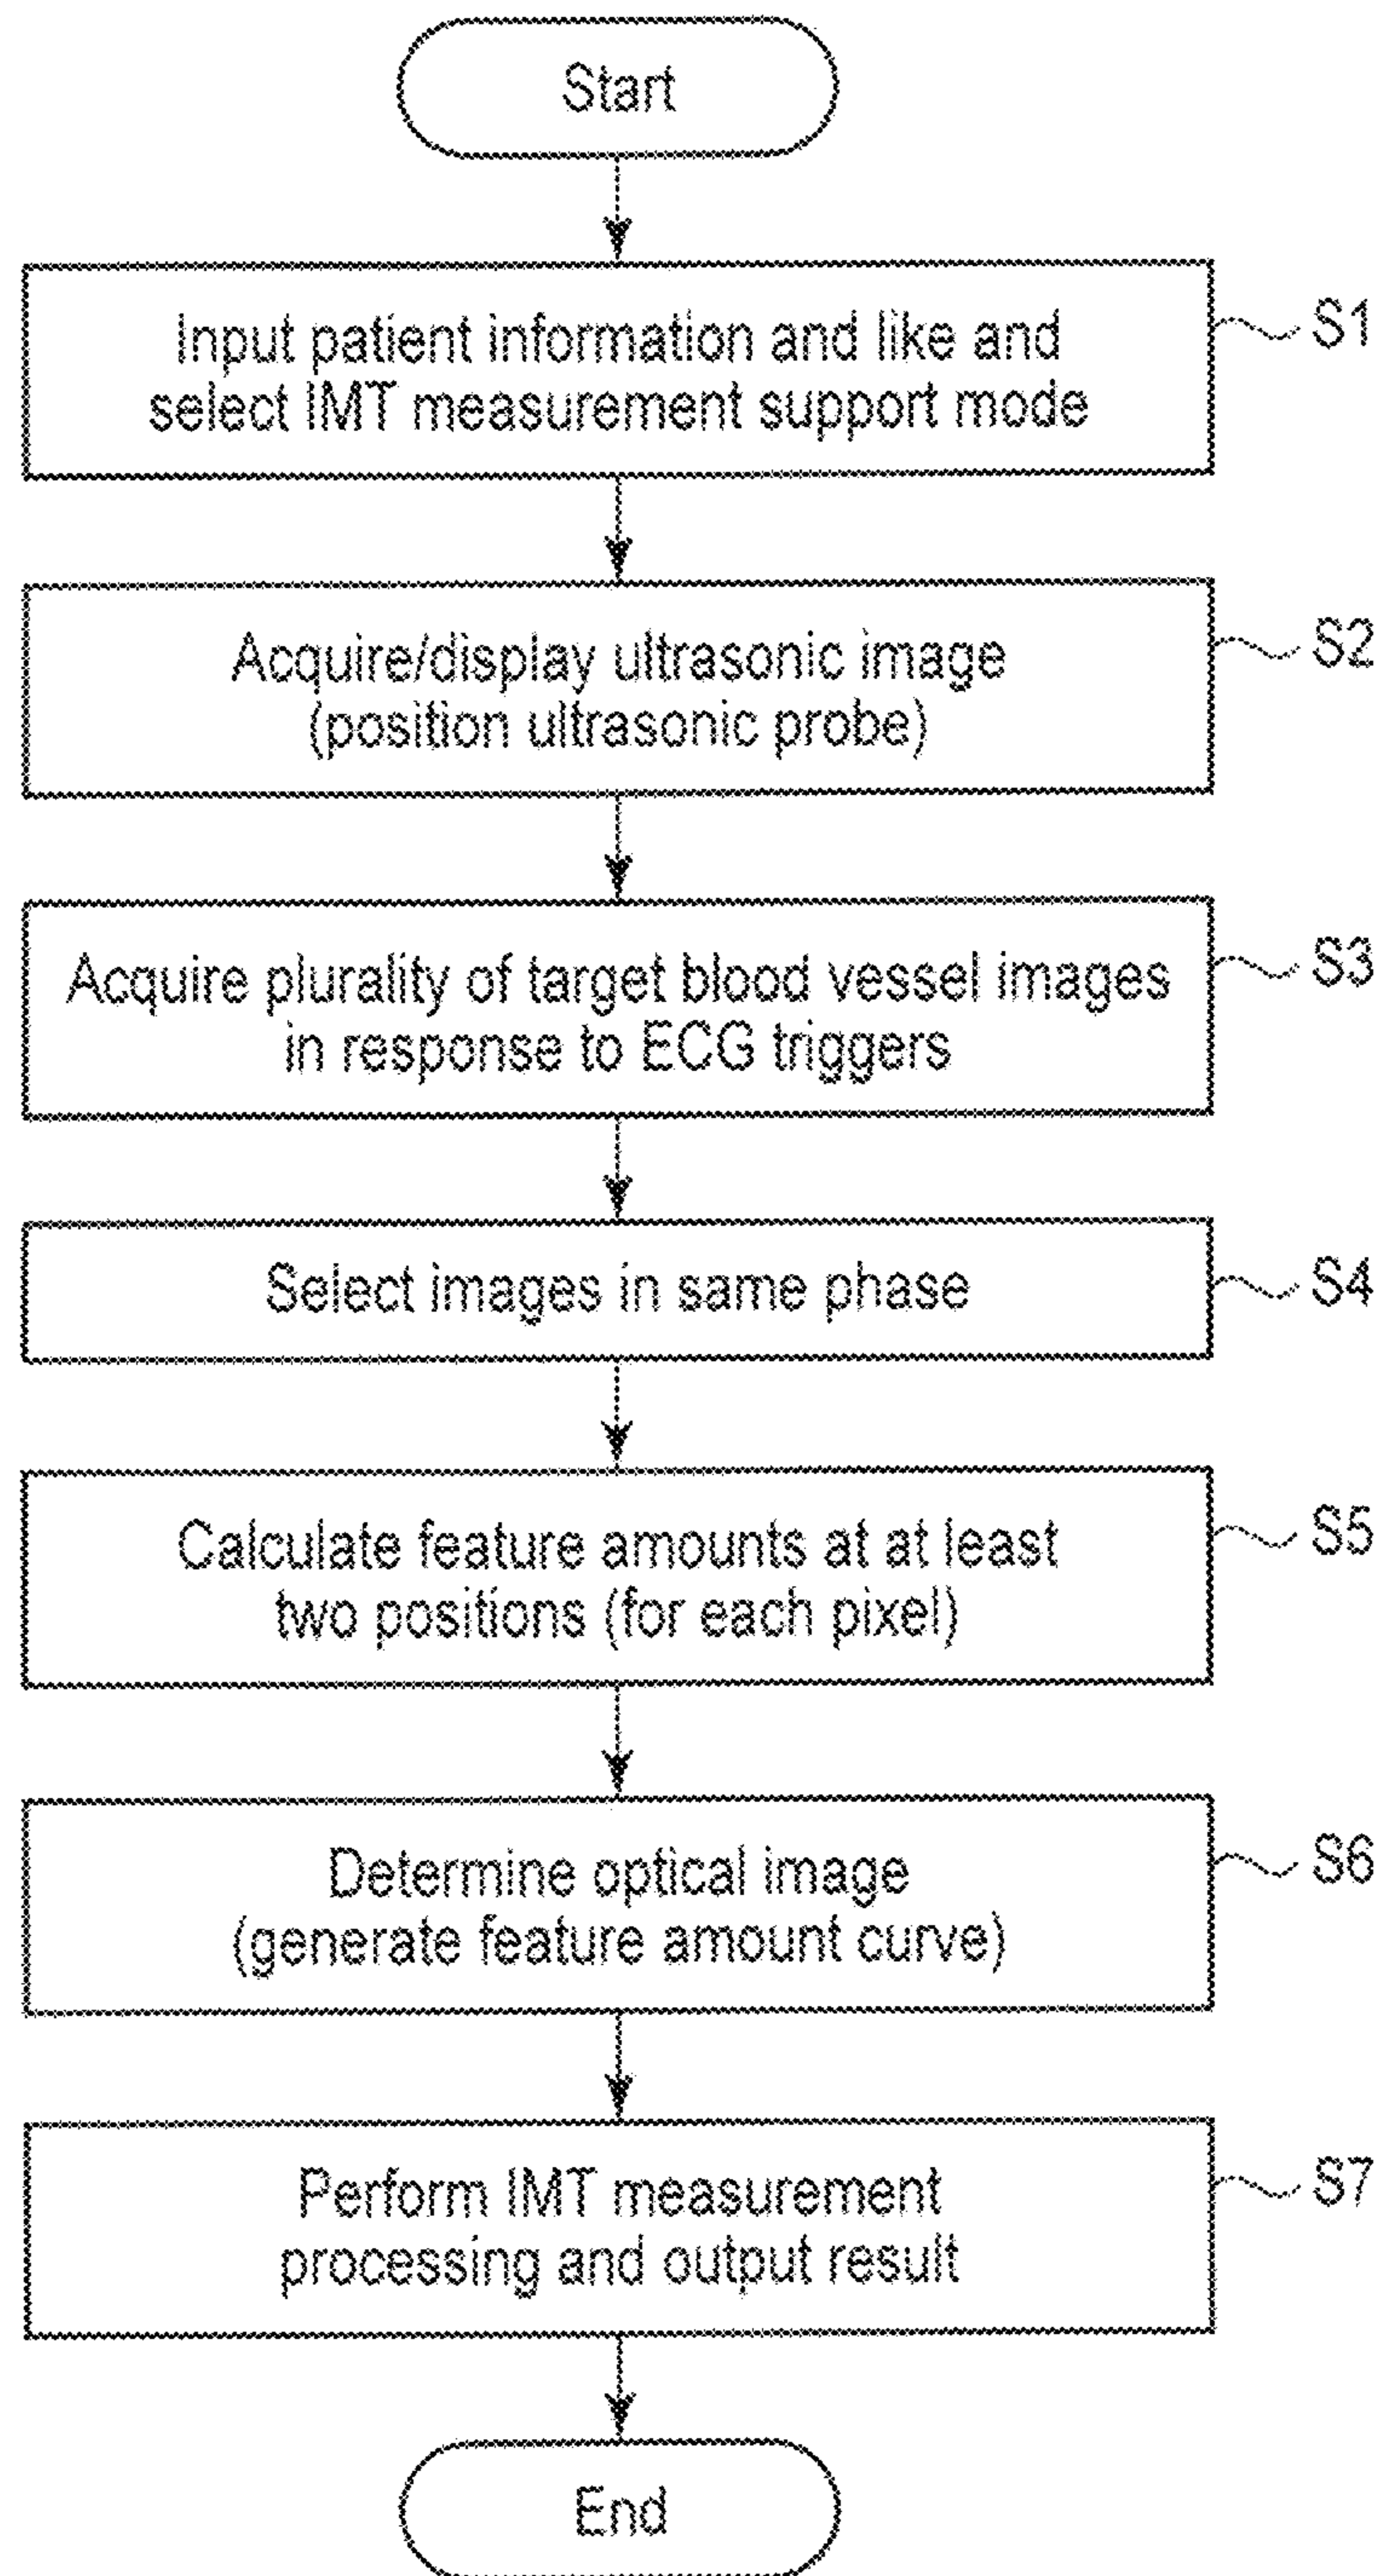 Start
Input patient information and like and
select IMT measurement support mode
S1
Acquire/display ultrasonic image
(position ultrasonic probe)
S2
Acquire plurality of target blood vessel images
in response to ECG triggers
S3
Select images in same phase
S4
Calculate feature amounts at at least
two positions (for each pixel)
S5
Determine optical image
(generate feature amount curve)
S6
Perform IMT measurement
processing and output result
S7
End